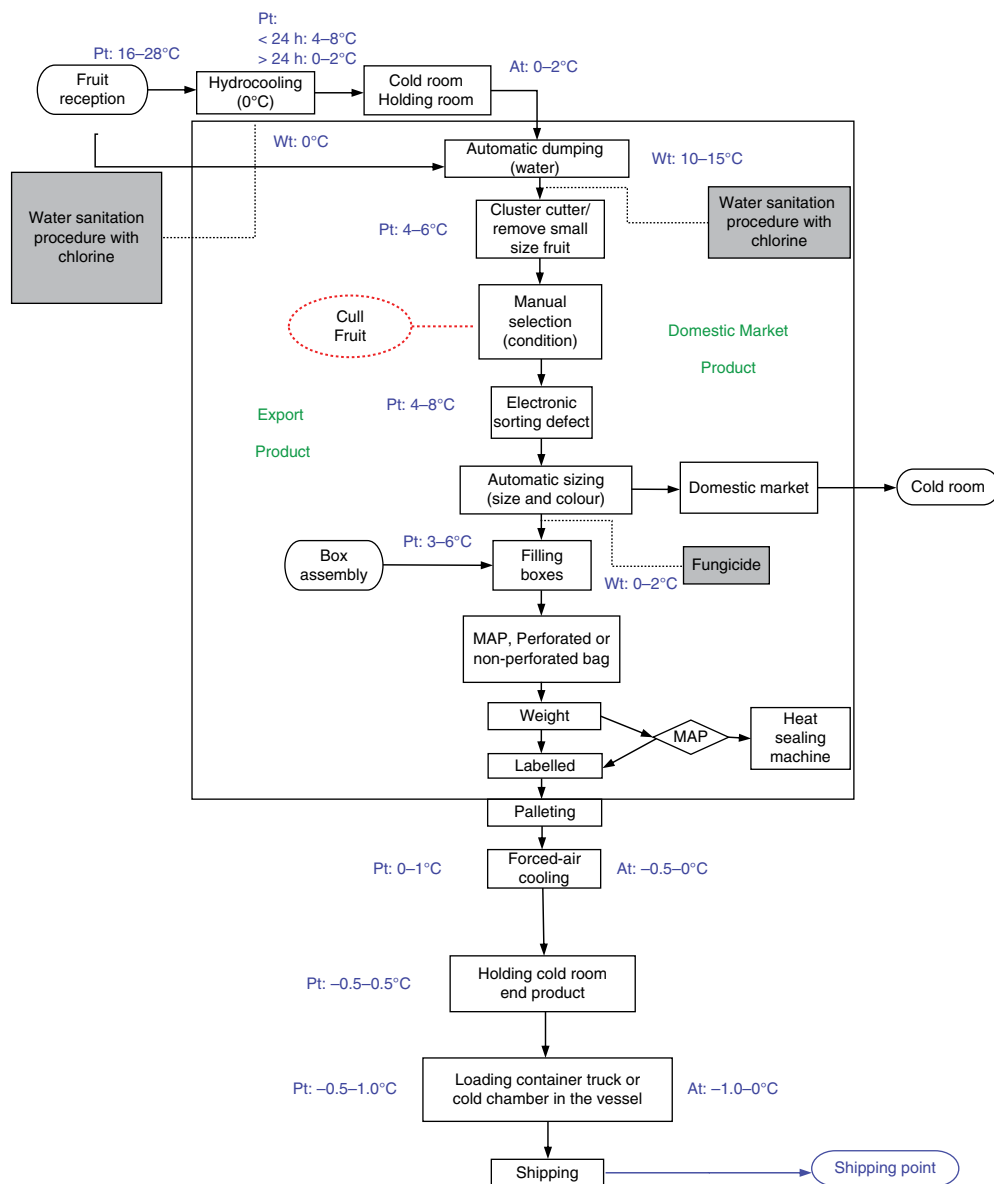 Pt:
< 24 h: 4–8°C
> 24 h: 0–2°C
Pt: 16–28°C
At: 0–2°C
Fruit
reception
Hydrocooling
(0°C)
Cold room
Holding room
Wt: 0°C
Automatic dumping
(water)
Wt: 10–15°C
Water sanitation
procedure with
chlorine
Pt: 4–6°C
Cluster cutter/
remove small
size fruit
Water sanitation
procedure with
chlorine
Cull
Fruit
Manual
selection
(condition)
Domestic Market
Product
Pt: 4–8°C
Electronic
sorting defect
Export
Product
Automatic sizing
(size and colour)
Domestic market
Cold room
Pt: 3–6°C
Box
assembly
Filling
boxes
Wt: 0–2°C
Fungicide
MAP, Perforated or
non-perforated bag
Weight
MAP
Heat
sealing
machine
Labelled
Palleting
Pt: 0–1°C
Forced-air
cooling
At: –0.5–0°C
Pt: –0.5–0.5°C
Holding cold room
end product
Pt: –0.5–1.0°C
Loading container truck or
cold chamber in the vessel
At: –1.0–0°C
Shipping
Shipping point